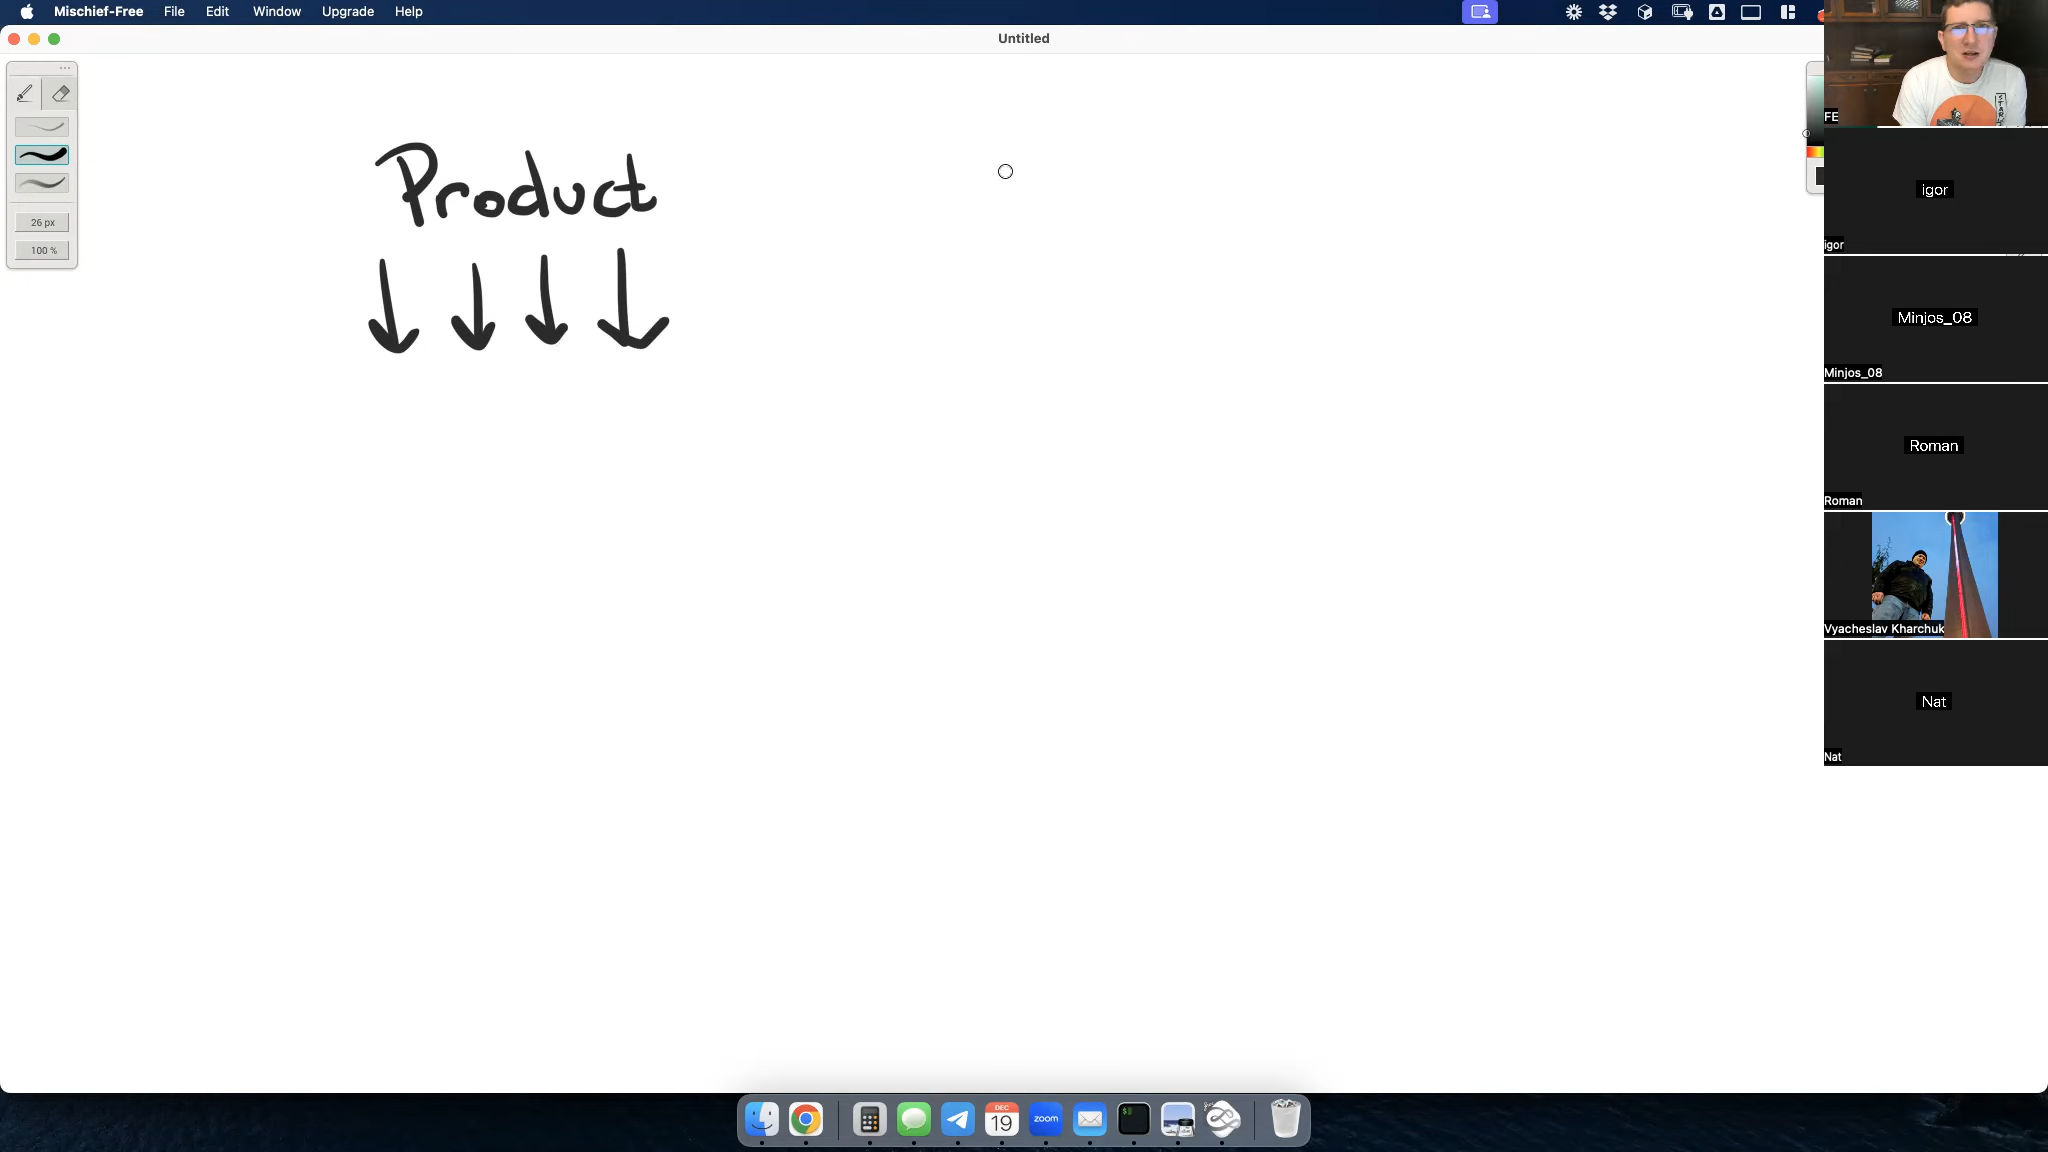 Mischief-Free File Edit Window Upgrade Help
Untitled
26 px
100 %
Product
FE
igor
igor
Minjos_08
Minjos_08
Roman
Roman
Vyacheslav Kharchuk
Nat
Nat
DEC
19
zoom